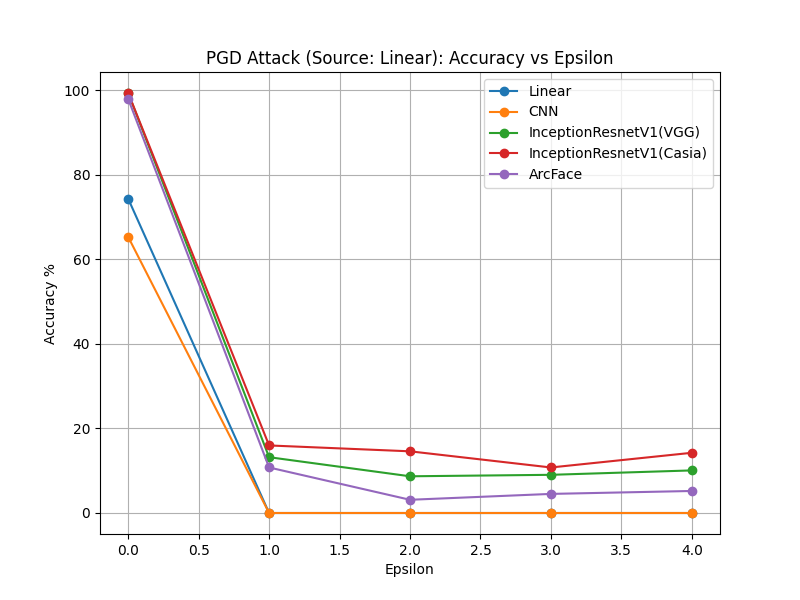 PGD Attack (Source: Linear): Accuracy vs Epsilon
Linear
CNN
InceptionResnetV1(VGG)
InceptionResnetV1(Casia)
ArcFace
100
80
60
40
20
0
Accuracy %
0.0 0.5 1.0 1.5 2.0 2.5 3.0 3.5 4.0
Epsilon